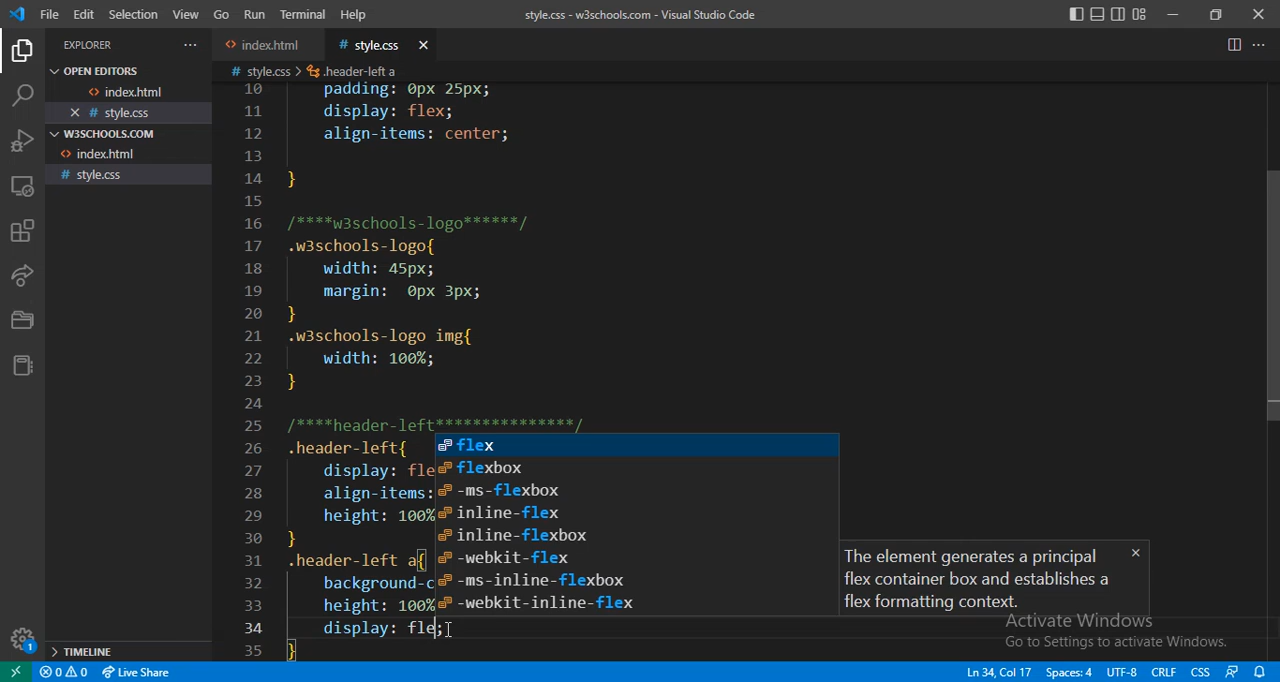 File Edit Selection View Go Run Terminal Help
style.css - w3schools.com - Visual Studio Code
EXPLORER
OPEN EDITORS
index.html
# style.css
W3SCHOOLS.COM
index.html
# style.css
TIMELINE
index.html
# style.css
# style.css > .header-left a
10 padding: 0px 25px;
11 display: flex;
12 align-items: center;
13
14 }
15
16 /****w3schools-logo******/
17 .w3schools-logo{
18 width: 45px;
19 margin: 0px 3px;
20 }
21 .w3schools-logo img{
22 width: 100%;
23 }
24
25 /****header-left***************/
26 .header-left{
27 display: fle
28 align-items:
29 height: 100%
30 }
31 .header-left a{
32 background-c
33 height: 100%
34 display: fle;
35 }
flex
flexbox
-ms-flexbox
inline-flex
inline-flexbox
-webkit-flex
-ms-inline-flexbox
-webkit-inline-flex
The element generates a principal
flex container box and establishes a
flex formatting context.
Activate Windows
Go to Settings to activate Windows.
1
0 0 Live Share
Ln 34, Col 17 Spaces: 4 UTF-8 CRLF CSS